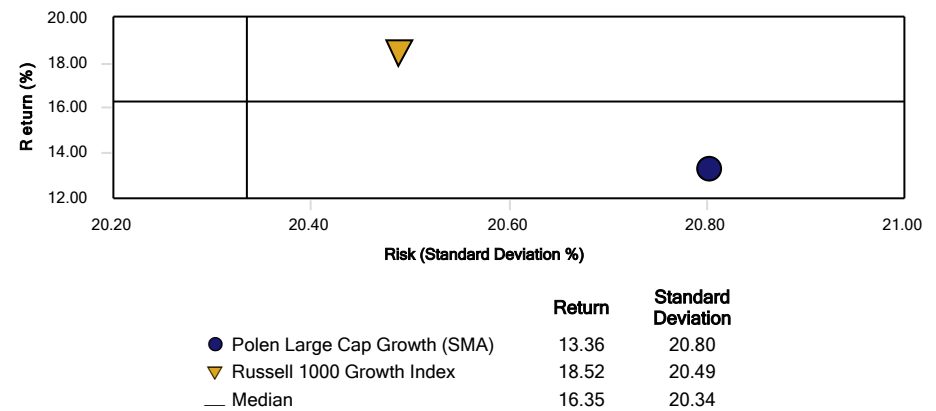 20.00
18.00
16.00
14.00
12.00
Return (%)
20.20 20.40 20.60 20.80 21.00
Risk (Standard Deviation %)
Return Standard Deviation
Polen Large Cap Growth (SMA) 13.36 20.80
Russell 1000 Growth Index 18.52 20.49
Median 16.35 20.34